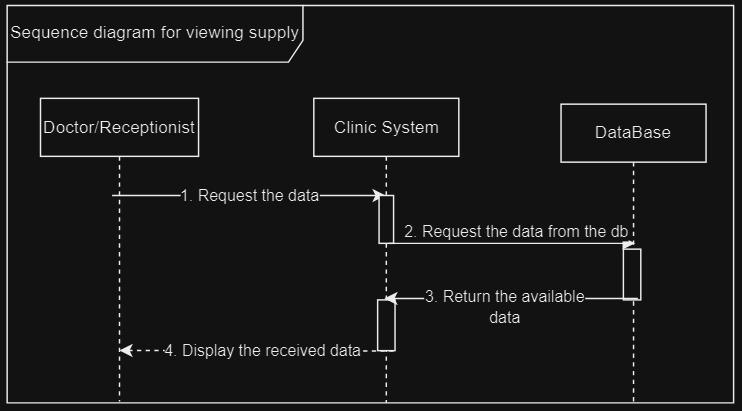 Sequence diagram for viewing supply
Doctor/Receptionist
Clinic System
DataBase
1. Request the data
2. Request the data from the db
3. Return the available
data
4. Display the received data